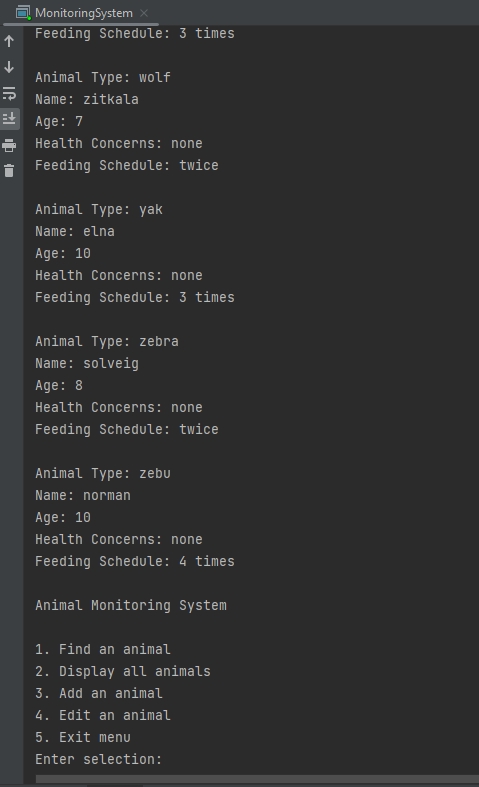 MonitoringSystem
Feeding Schedule: 3 times
Animal Type: wolf
Name: zitkala
Age: 7
Health Concerns: none
Feeding Schedule: twice
Animal Type: yak
Name: elna
Age: 10
Health Concerns: none
Feeding Schedule: 3 times
Animal Type: zebra
Name: solveig
Age: 8
Health Concerns: none
Feeding Schedule: twice
Animal Type: zebu
Name: norman
Age: 10
Health Concerns: none
Feeding Schedule: 4 times
Animal Monitoring System
1. Find an animal
2. Display all animals
3. Add an animal
4. Edit an animal
5. Exit menu
Enter selection: